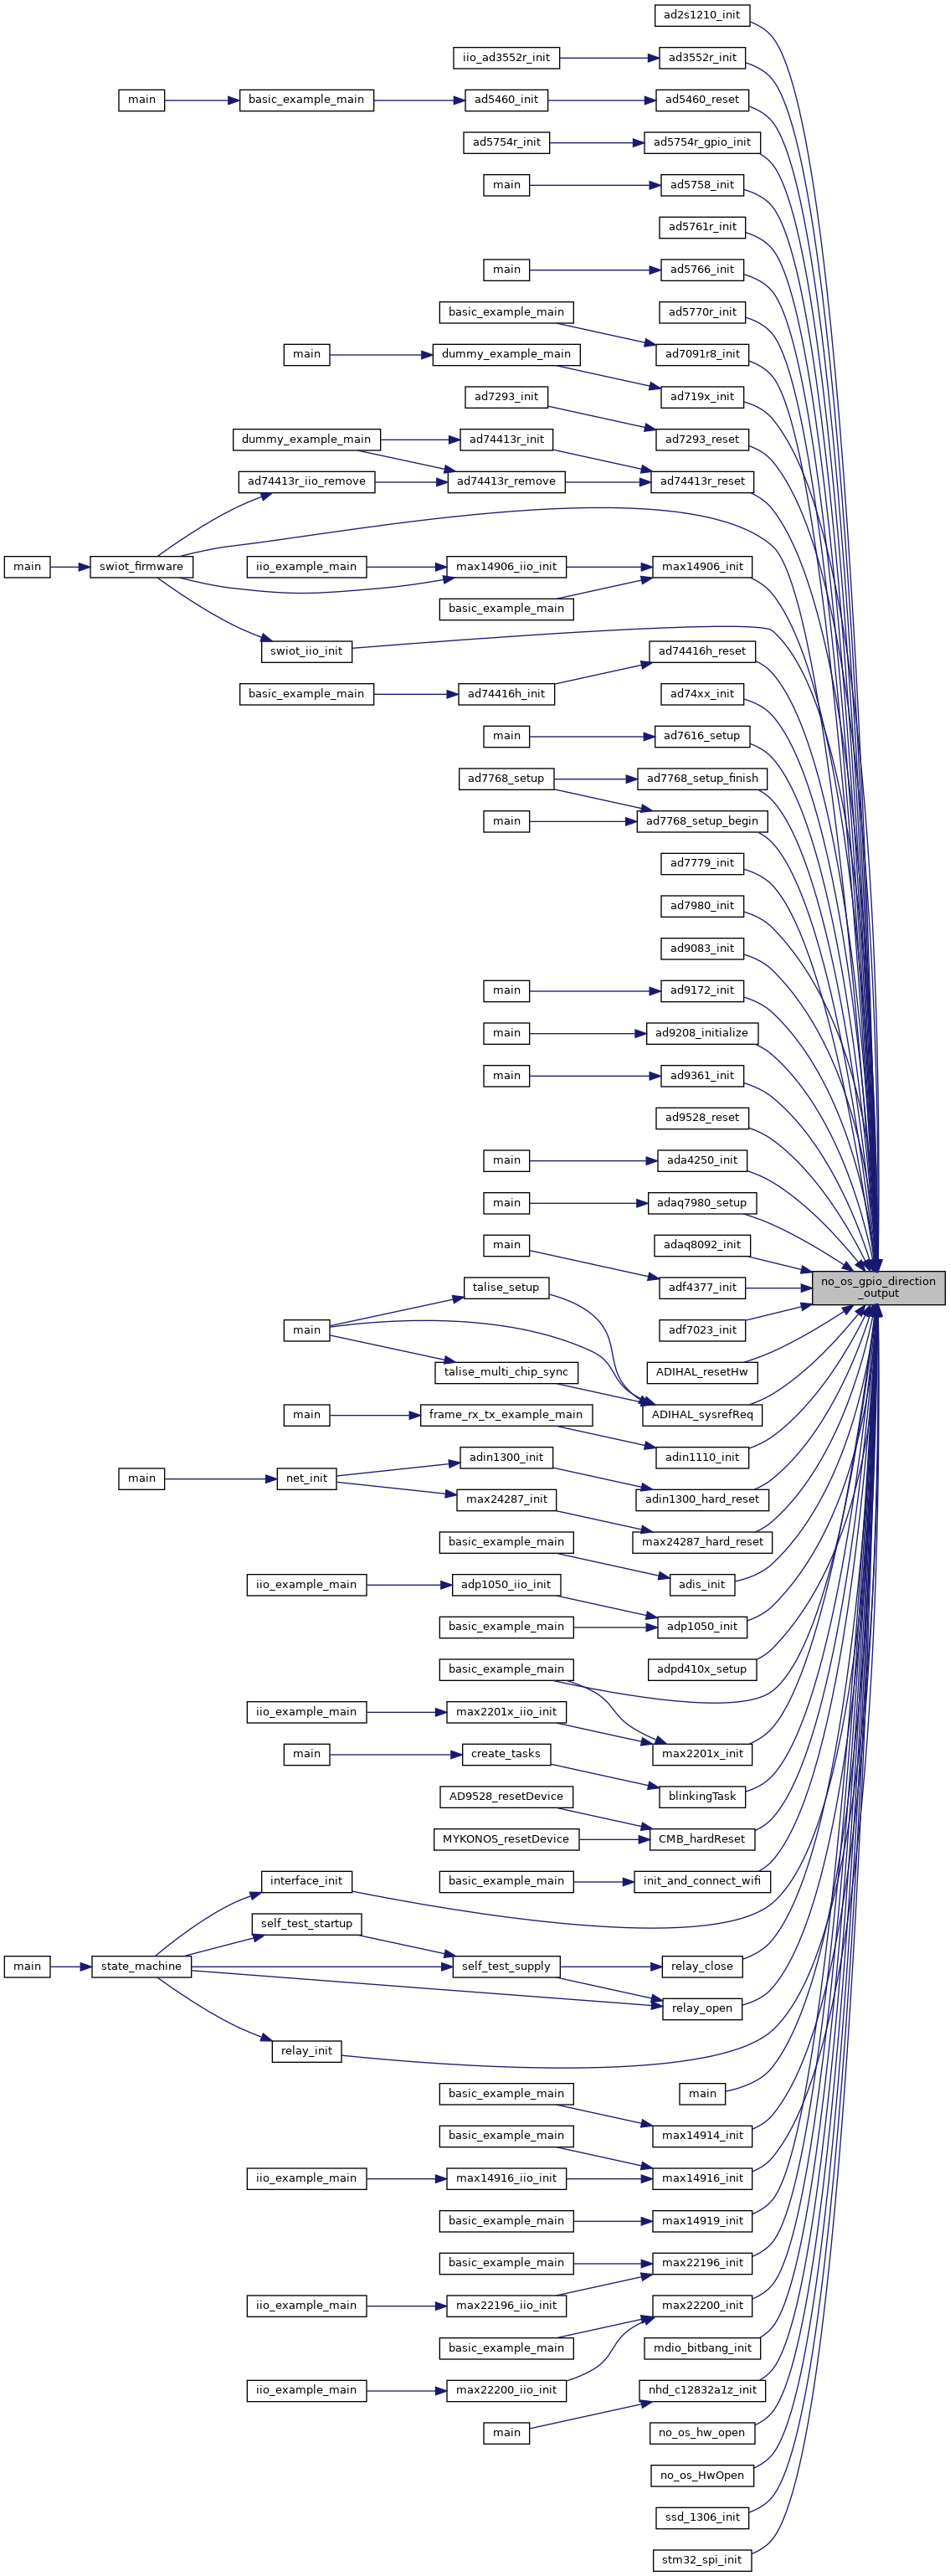 ad2s1210_init
iio_ad3552r_init ad3552r_init
main basic_example_main ad5460_init ad5460_reset
ad5754r_init ad5754r_gpio_init
main ad5758_init
ad5761r_init
main ad5766_init
basic_example_main ad5770r_init
main dummy_example_main ad7091r8_init
ad7293_init ad719x_init
dummy_example_main ad74413r_init ad7293_reset
ad74413r_iio_remove ad74413r_remove ad74413r_reset
main swiot_firmware iio_example_main max14906_iio_init max14906_init
basic_example_main
swiot_iio_init ad74416h_reset
basic_example_main ad74416h_init ad74xx_init
main ad7616_setup
ad7768_setup ad7768_setup_finish
main ad7768_setup_begin
ad7779_init
ad7980_init
ad9083_init
main ad9172_init
main ad9208_initialize
main ad9361_init
ad9528_reset
main ada4250_init
main adaq7980_setup
main adaq8092_init
talise_setup adf4377_init no_os_gpio_direction
_output
main adf7023_init
talise_multi_chip_sync ADIHAL_resetHw
main frame_rx_tx_example_main ADIHAL_sysrefReq
adin1300_init adin1110_init
main net_init max24287_init adin1300_hard_reset
basic_example_main max24287_hard_reset
iio_example_main adp1050_iio_init adis_init
basic_example_main adp1050_init
basic_example_main adpd410x_setup
iio_example_main max2201x_iio_init
main create_tasks max2201x_init
AD9528_resetDevice blinkingTask
MYKONOS_resetDevice CMB_hardReset
interface_init basic_example_main init_and_connect_wifi
self_test_startup
main state_machine self_test_supply relay_close
relay_open
relay_init
basic_example_main main
basic_example_main max14914_init
iio_example_main max14916_iio_init max14916_init
basic_example_main max14919_init
basic_example_main max22196_init
iio_example_main max22196_iio_init max22200_init
basic_example_main mdio_bitbang_init
iio_example_main max22200_iio_init nhd_c12832a1z_init
main no_os_hw_open
no_os_HwOpen
ssd_1306_init
stm32_spi_init